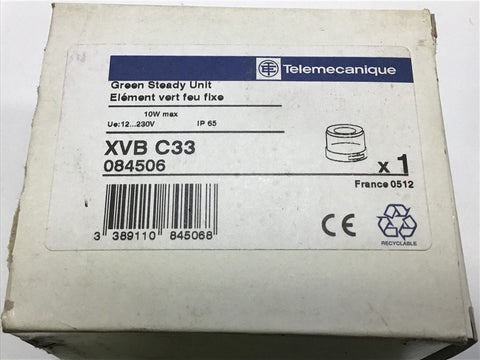 Telemecanique
Green Steady Unit
Elément vert feu fixe
10W max
Ue:12...230V IP 65
XVB C33
084506
x 1
France 0512
3 389110 845068
CE
RECYCLABLE